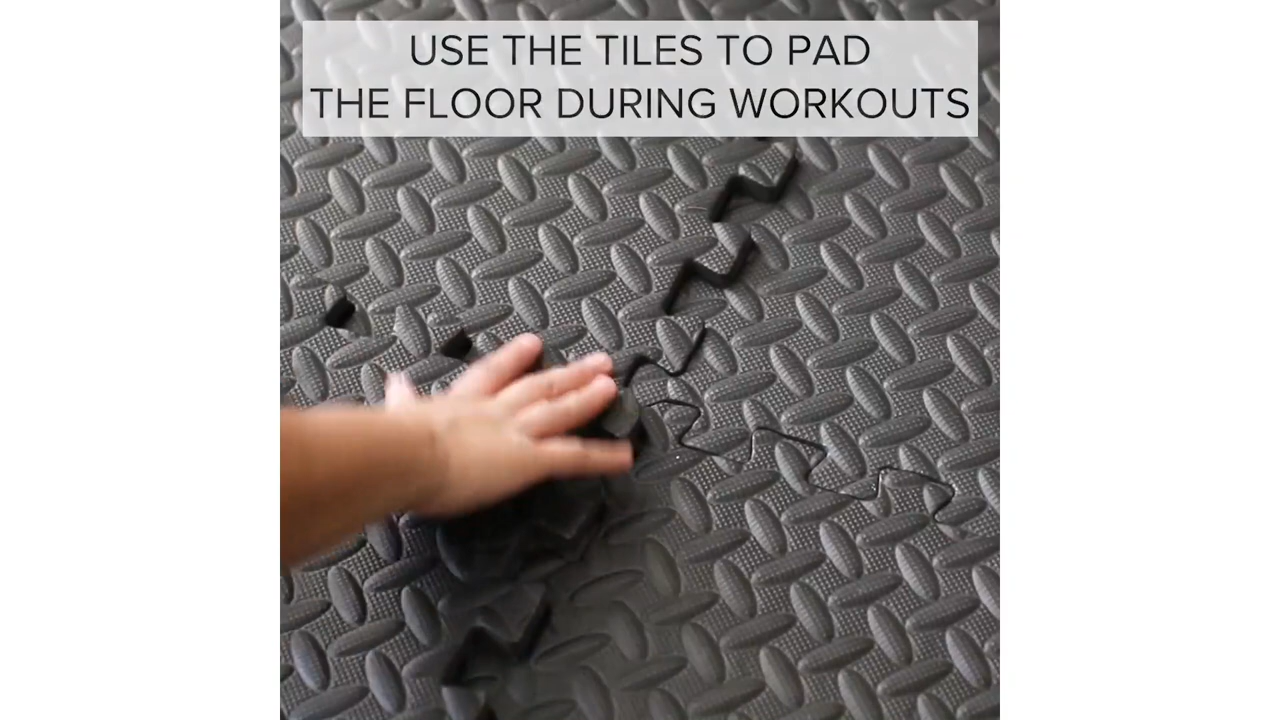 USE THE TILES TO PAD
THE FLOOR DURING WORKOUTS